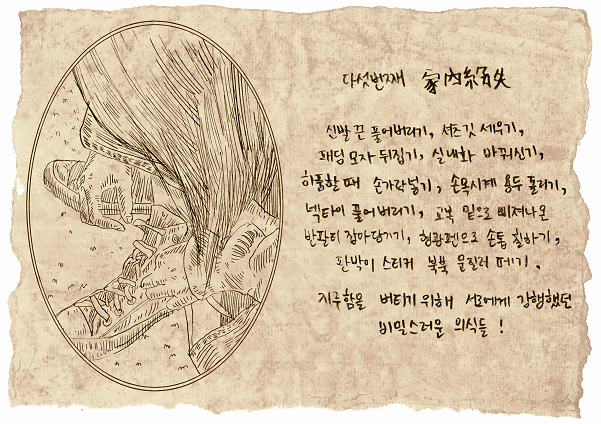 다섯번째 家內紛失
신발 끈 풀어버리기, 셔츠깃 세우기,
패딩 모자 뒤집기, 실내화 바꿔신기,
하품할 때 손가락넣기, 손목시계 용두 돌리기,
넥타이 풀어버리기, 교복 밑으로 삐져나온
반팔티 잡아당기기, 형광펜으로 손톱 칠하기,
판박이 스티커 북북 문질러 떼기.
지루함을 버티기 위해 서로에게 강행했던
비밀스러운 의식들 !